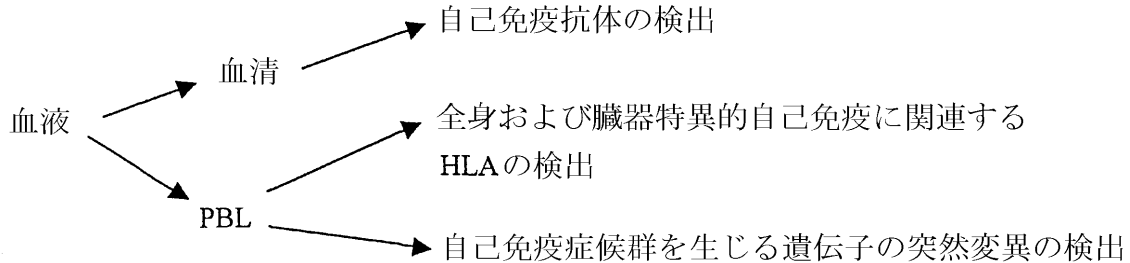 自己免疫抗体の検出
血清
血液
全身および臓器特異的自己免疫に関連する
HLAの検出
PBL
自己免疫症候群を生じる遺伝子の突然変異の検出